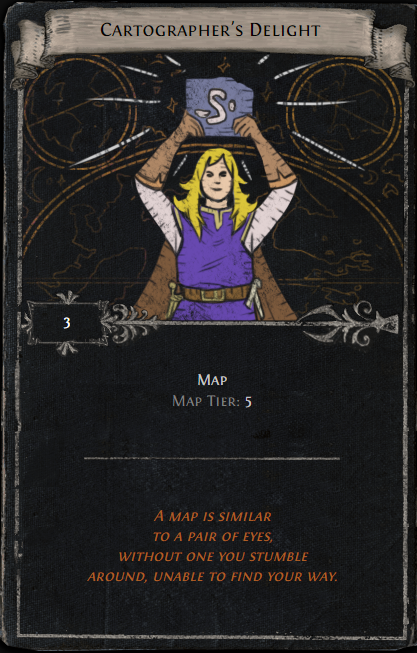 Cartographer's Delight
S
3
Map
Map Tier: 5
A map is similar
to a pair of eyes,
without one you stumble
around, unable to find your way.